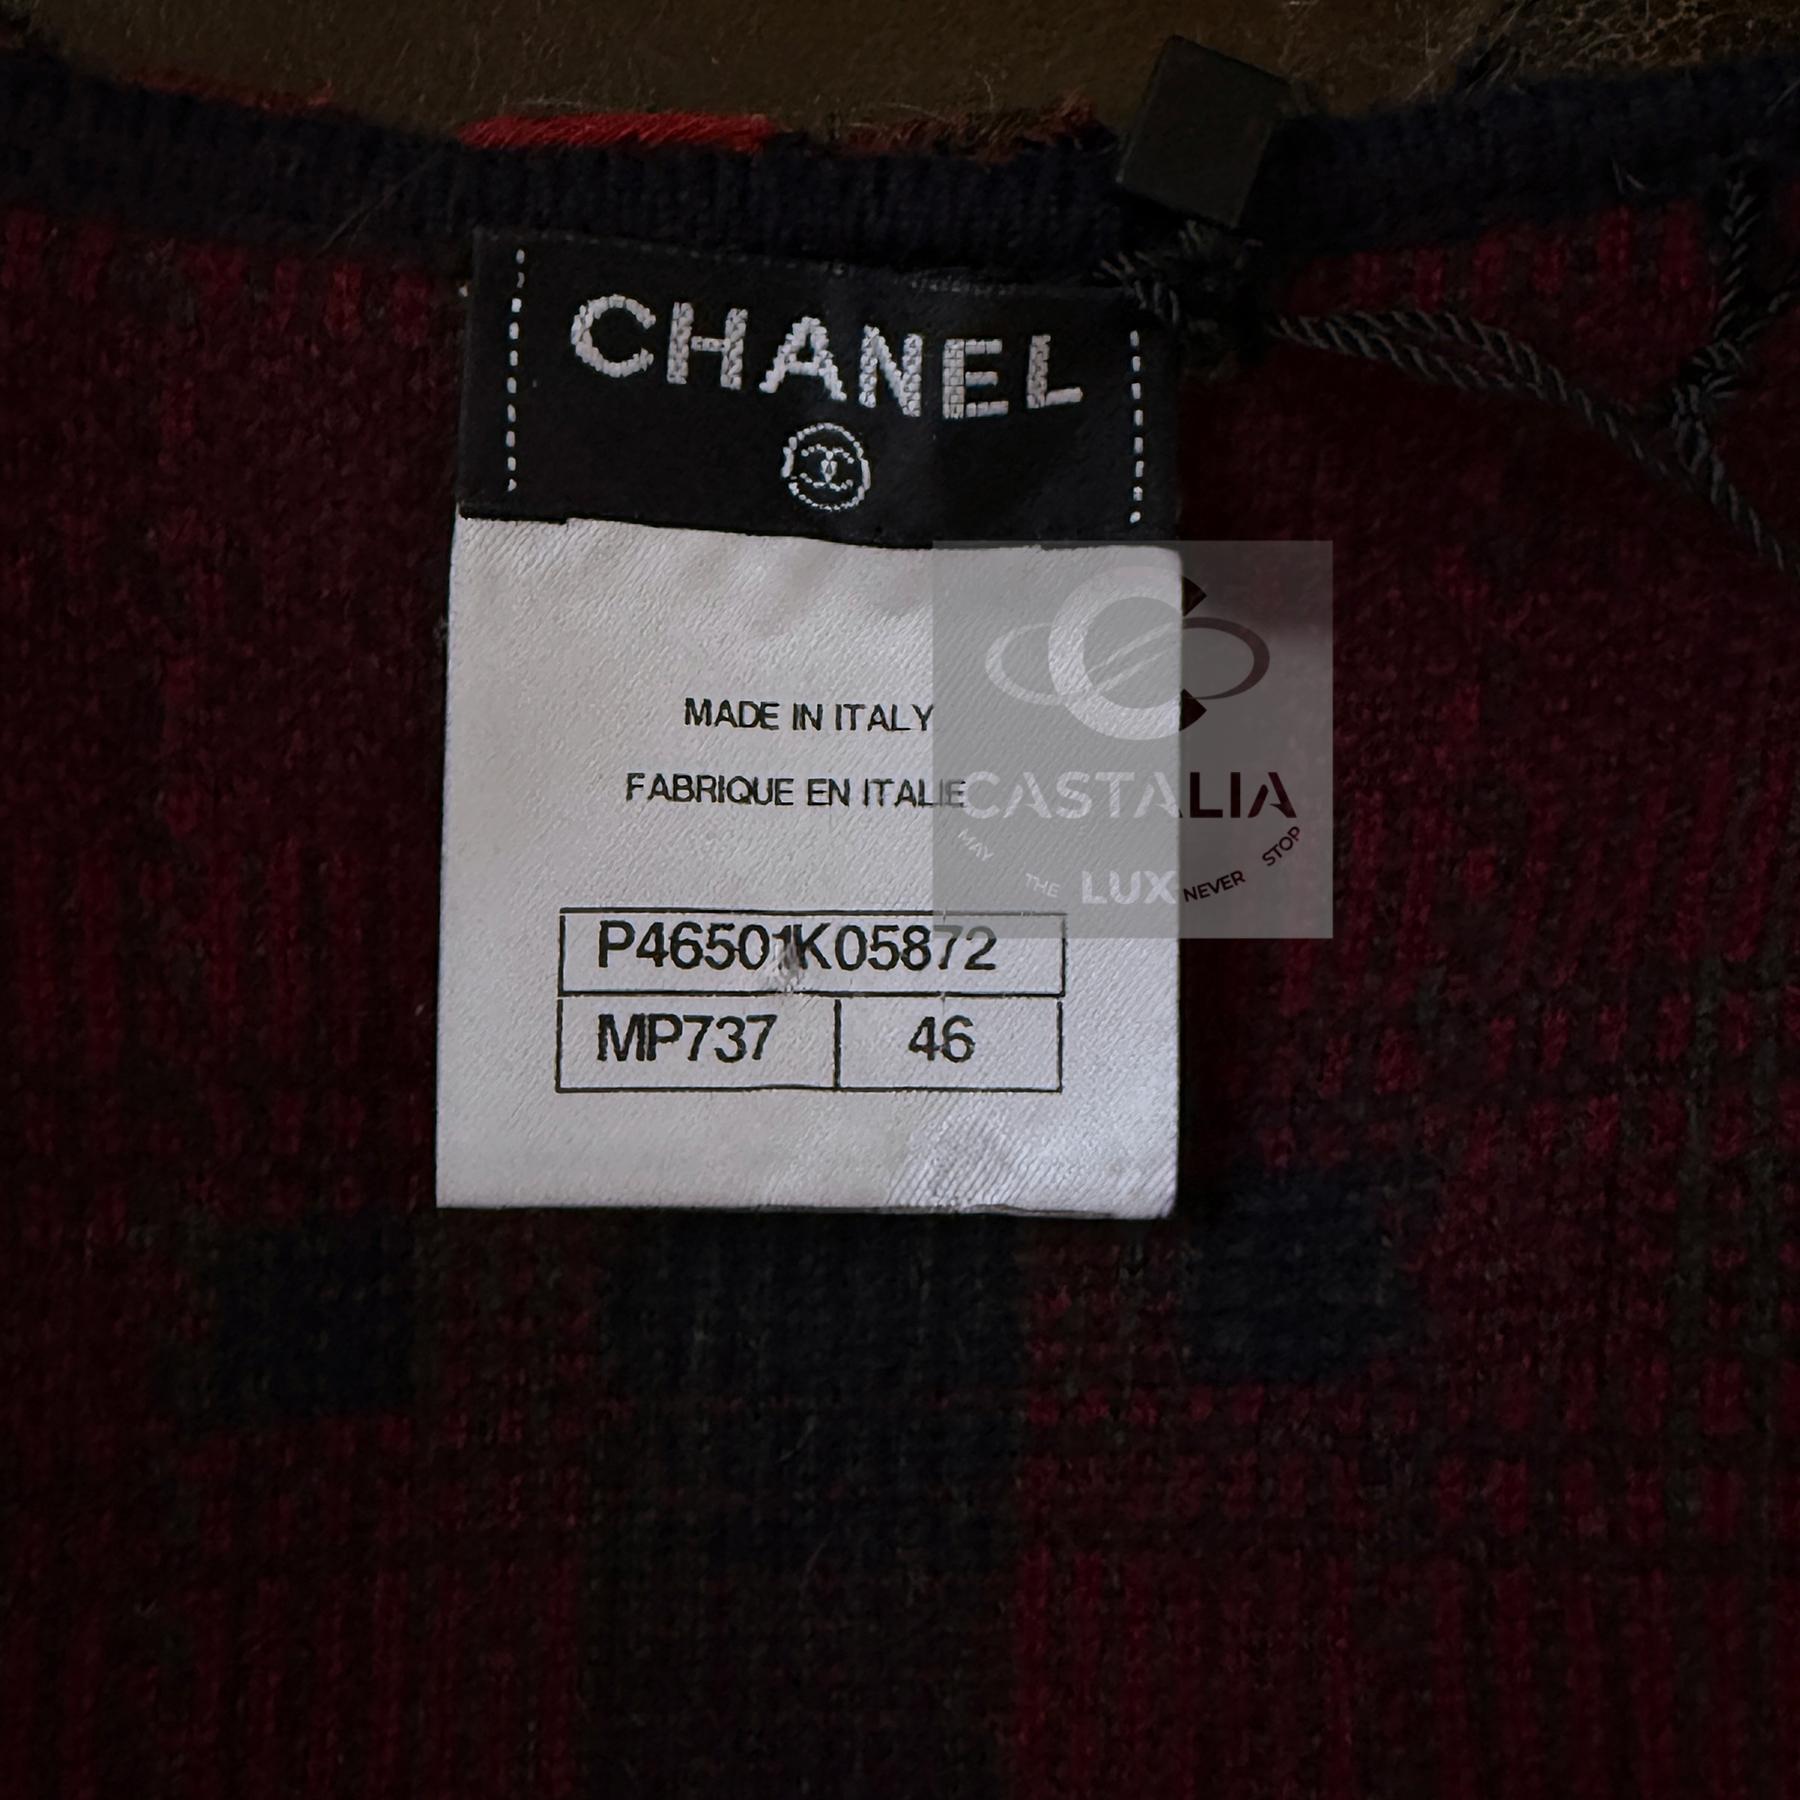 CHANEL
MADE IN ITALY
FABRIQUE EN ITALIE
CASTALIA
MAY THE LUX NEVER STOP
P46501K05872
MP737 46